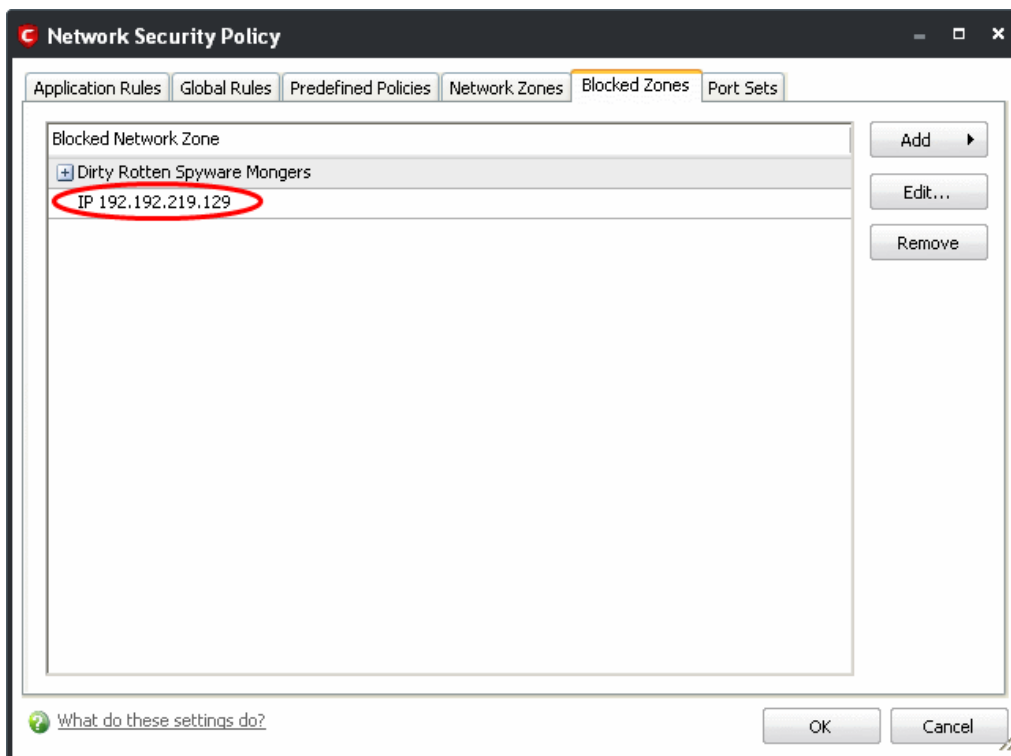 Network Security Policy
Application Rules
Global Rules
Predefined Policies
Network Zones
Blocked Zones
Port Sets
Blocked Network Zone
Dirty Rotten Spyware Mongers
IP 192.192.219.129
Add
Edit...
Remove
What do these settings do?
OK
Cancel